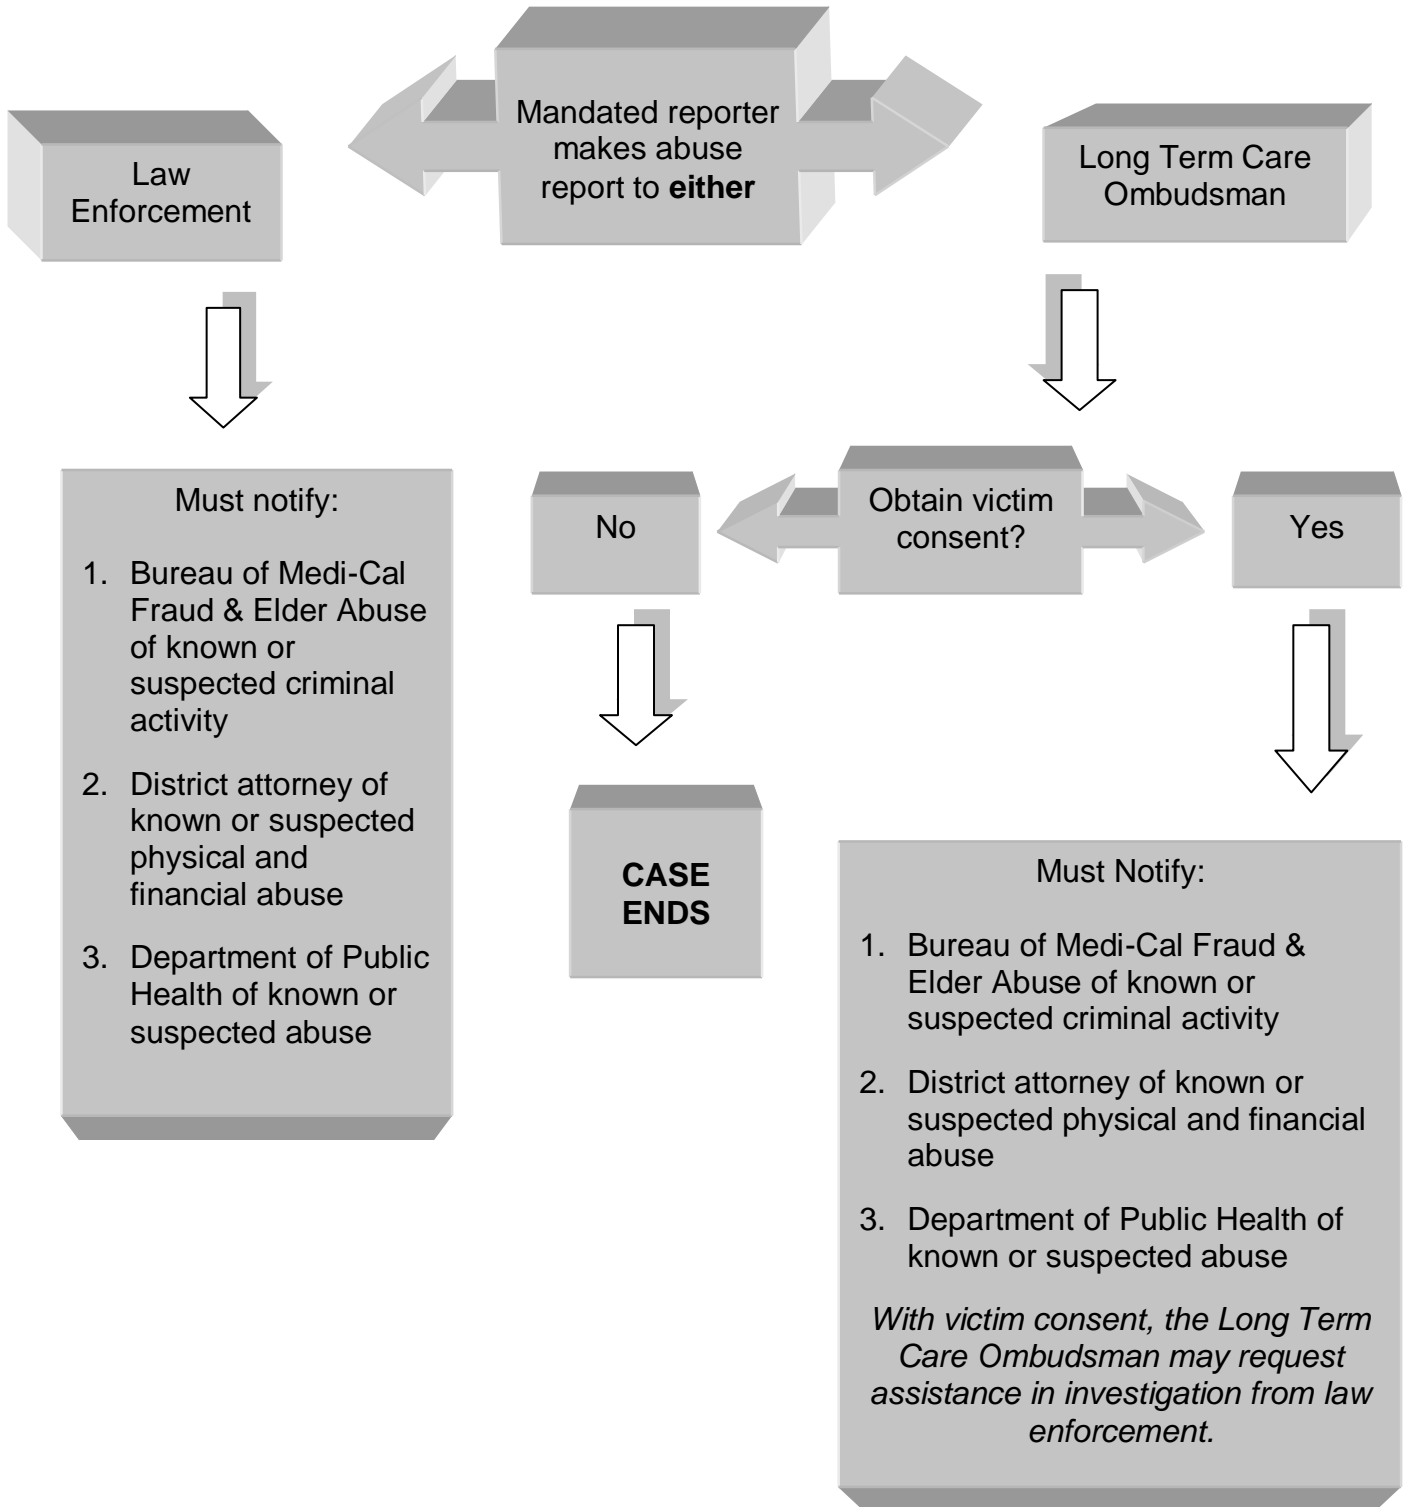 Mandated reporter
makes abuse
report to either
Law
Enforcement
Long Term Care
Ombudsman
Must notify:
1. Bureau of Medi-Cal
Fraud & Elder Abuse
of known or
suspected criminal
activity
2. District attorney of
known or suspected
physical and
financial abuse
3. Department of Public
Health of known or
suspected abuse
No
Obtain victim
consent?
Yes
CASE
ENDS
Must Notify:
1. Bureau of Medi-Cal Fraud &
Elder Abuse of known or
suspected criminal activity
2. District attorney of known or
suspected physical and financial
abuse
3. Department of Public Health of
known or suspected abuse
With victim consent, the Long Term
Care Ombudsman may request
assistance in investigation from law
enforcement.